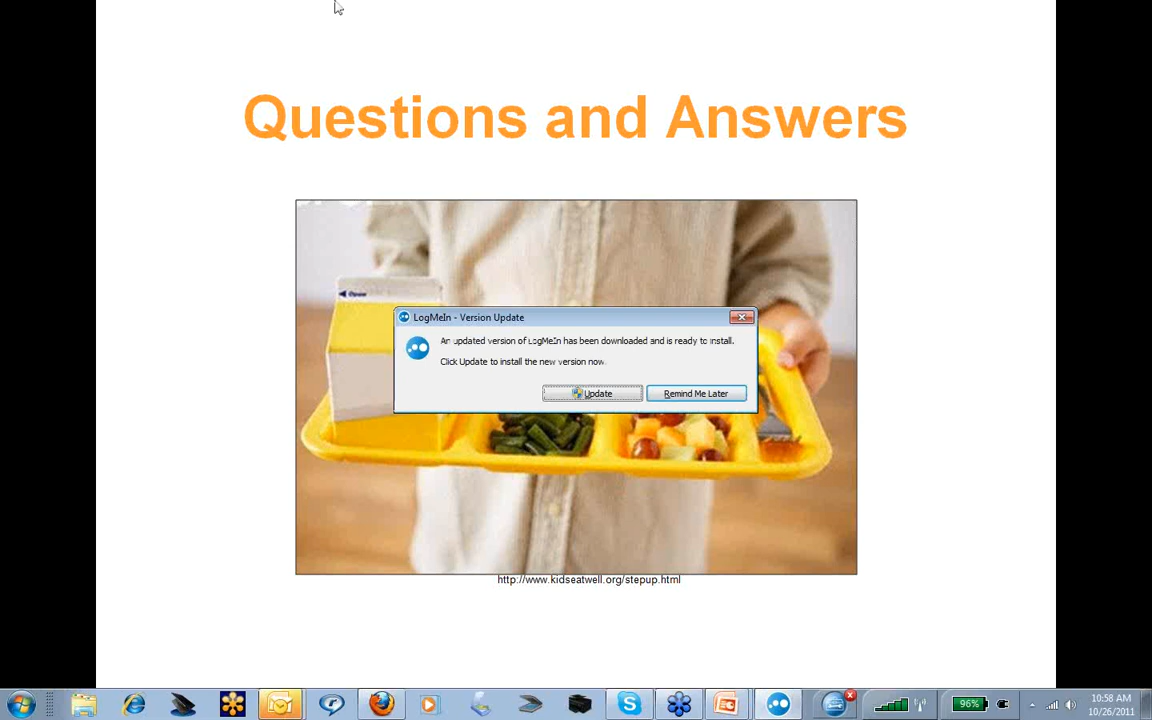 Questions and Answers
LogMeIn - Version Update
An updated version of LogMeIn has been downloaded and is ready to install.
Click Update to install the new version now.
Update
Remind Me Later
http://www.kidseatwell.org/stepup.html
96%
10:58 AM
10/26/2011